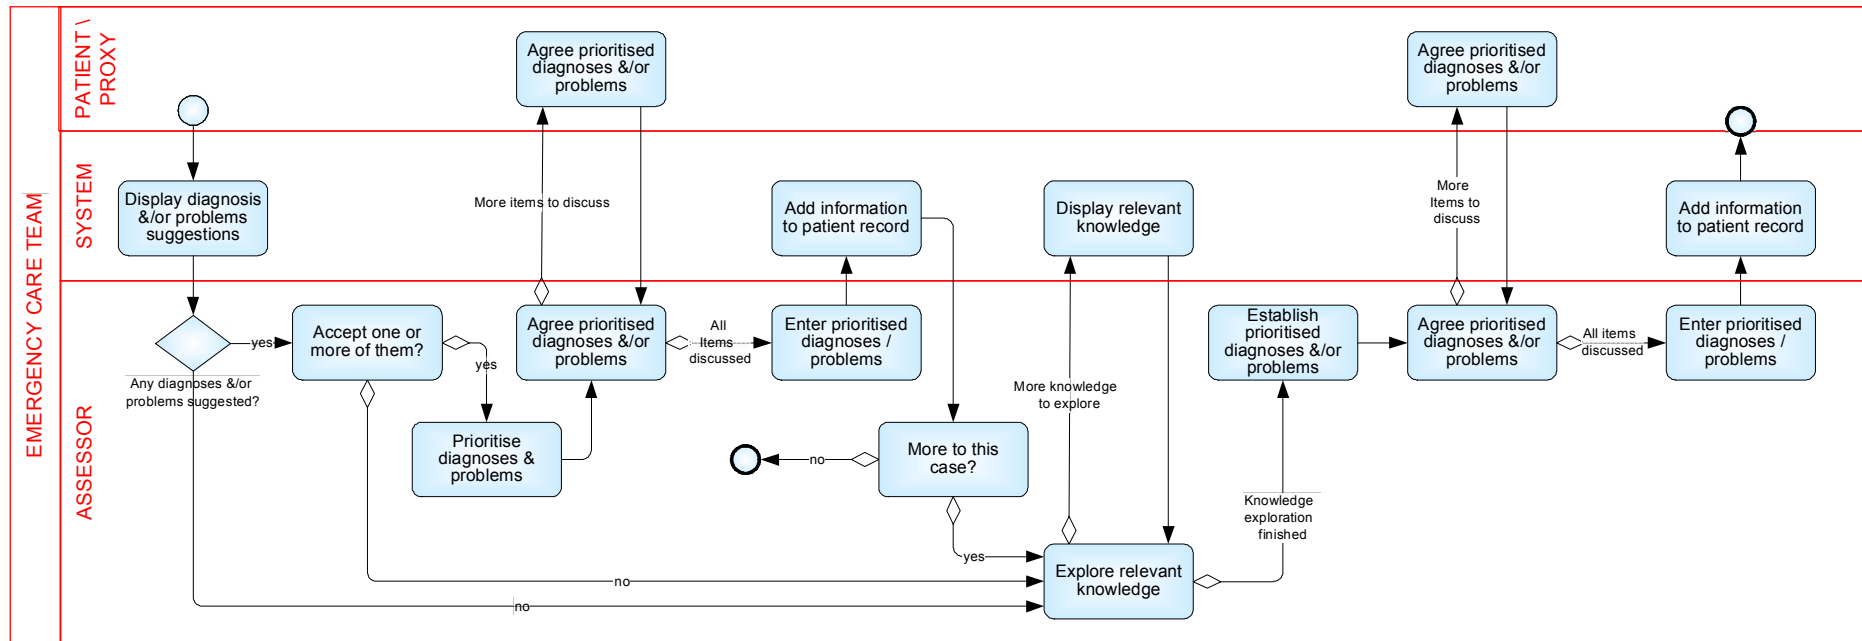 EMERGENCY CARE TEAM
PATIENT \
PROXY
SYSTEM
ASSESSOR
Display diagnosis
&/or problems
suggestions
Any diagnoses &/or
problems suggested?
yes
no
Accept one or
more of them?
yes
no
Prioritise
diagnoses &
problems
Agree prioritised
diagnoses &/or
problems
More items to discuss
Agree prioritised
diagnoses &/or
problems
All
Items
discussed
Enter prioritised
diagnoses /
problems
Add information
to patient record
More to this
case?
no
yes
Display relevant
knowledge
More knowledge
to explore
Explore relevant
knowledge
Knowledge
exploration
finished
Establish
prioritised
diagnoses &/or
problems
Agree prioritised
diagnoses &/or
problems
More
Items to
discuss
Agree prioritised
diagnoses &/or
problems
All items
discussed
Enter prioritised
diagnoses /
problems
Add information
to patient record